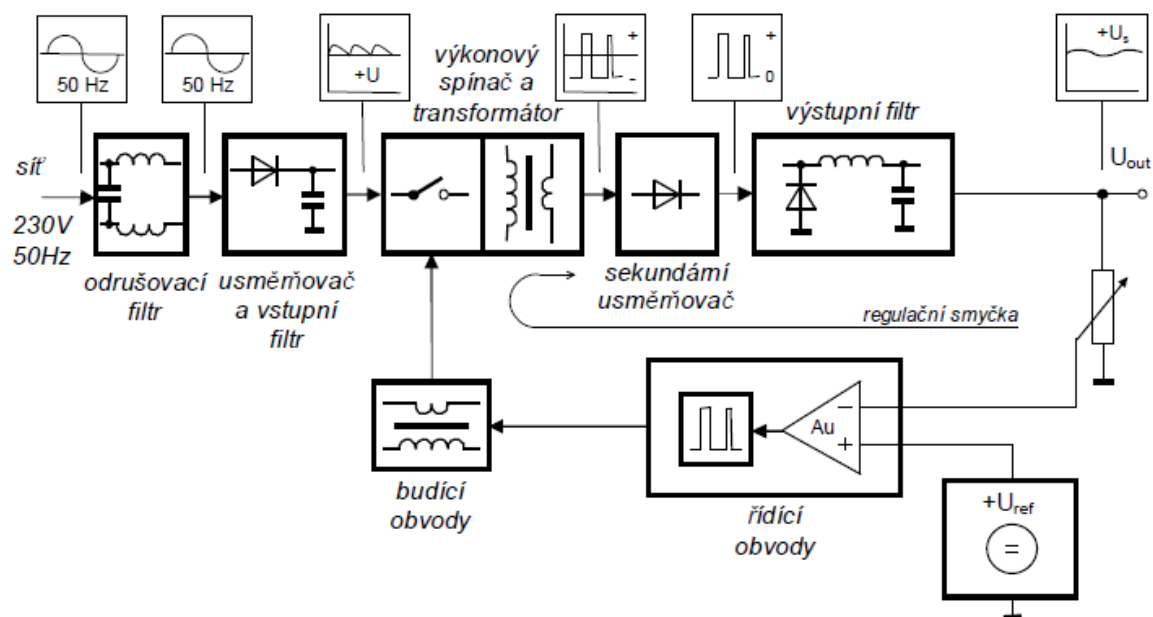 50 Hz
50 Hz
+U
výkonový
spínač a
transformátor
+
-
+
0
výstupní filtr
+Us
Uout
síť
230V
50Hz
odrušovací
filtr
usměrňovač
a vstupní
filtr
sekundární
usměrňovač
regulační smyčka
budící
obvody
Au
−
+
řídící
obvody
+Uref
=